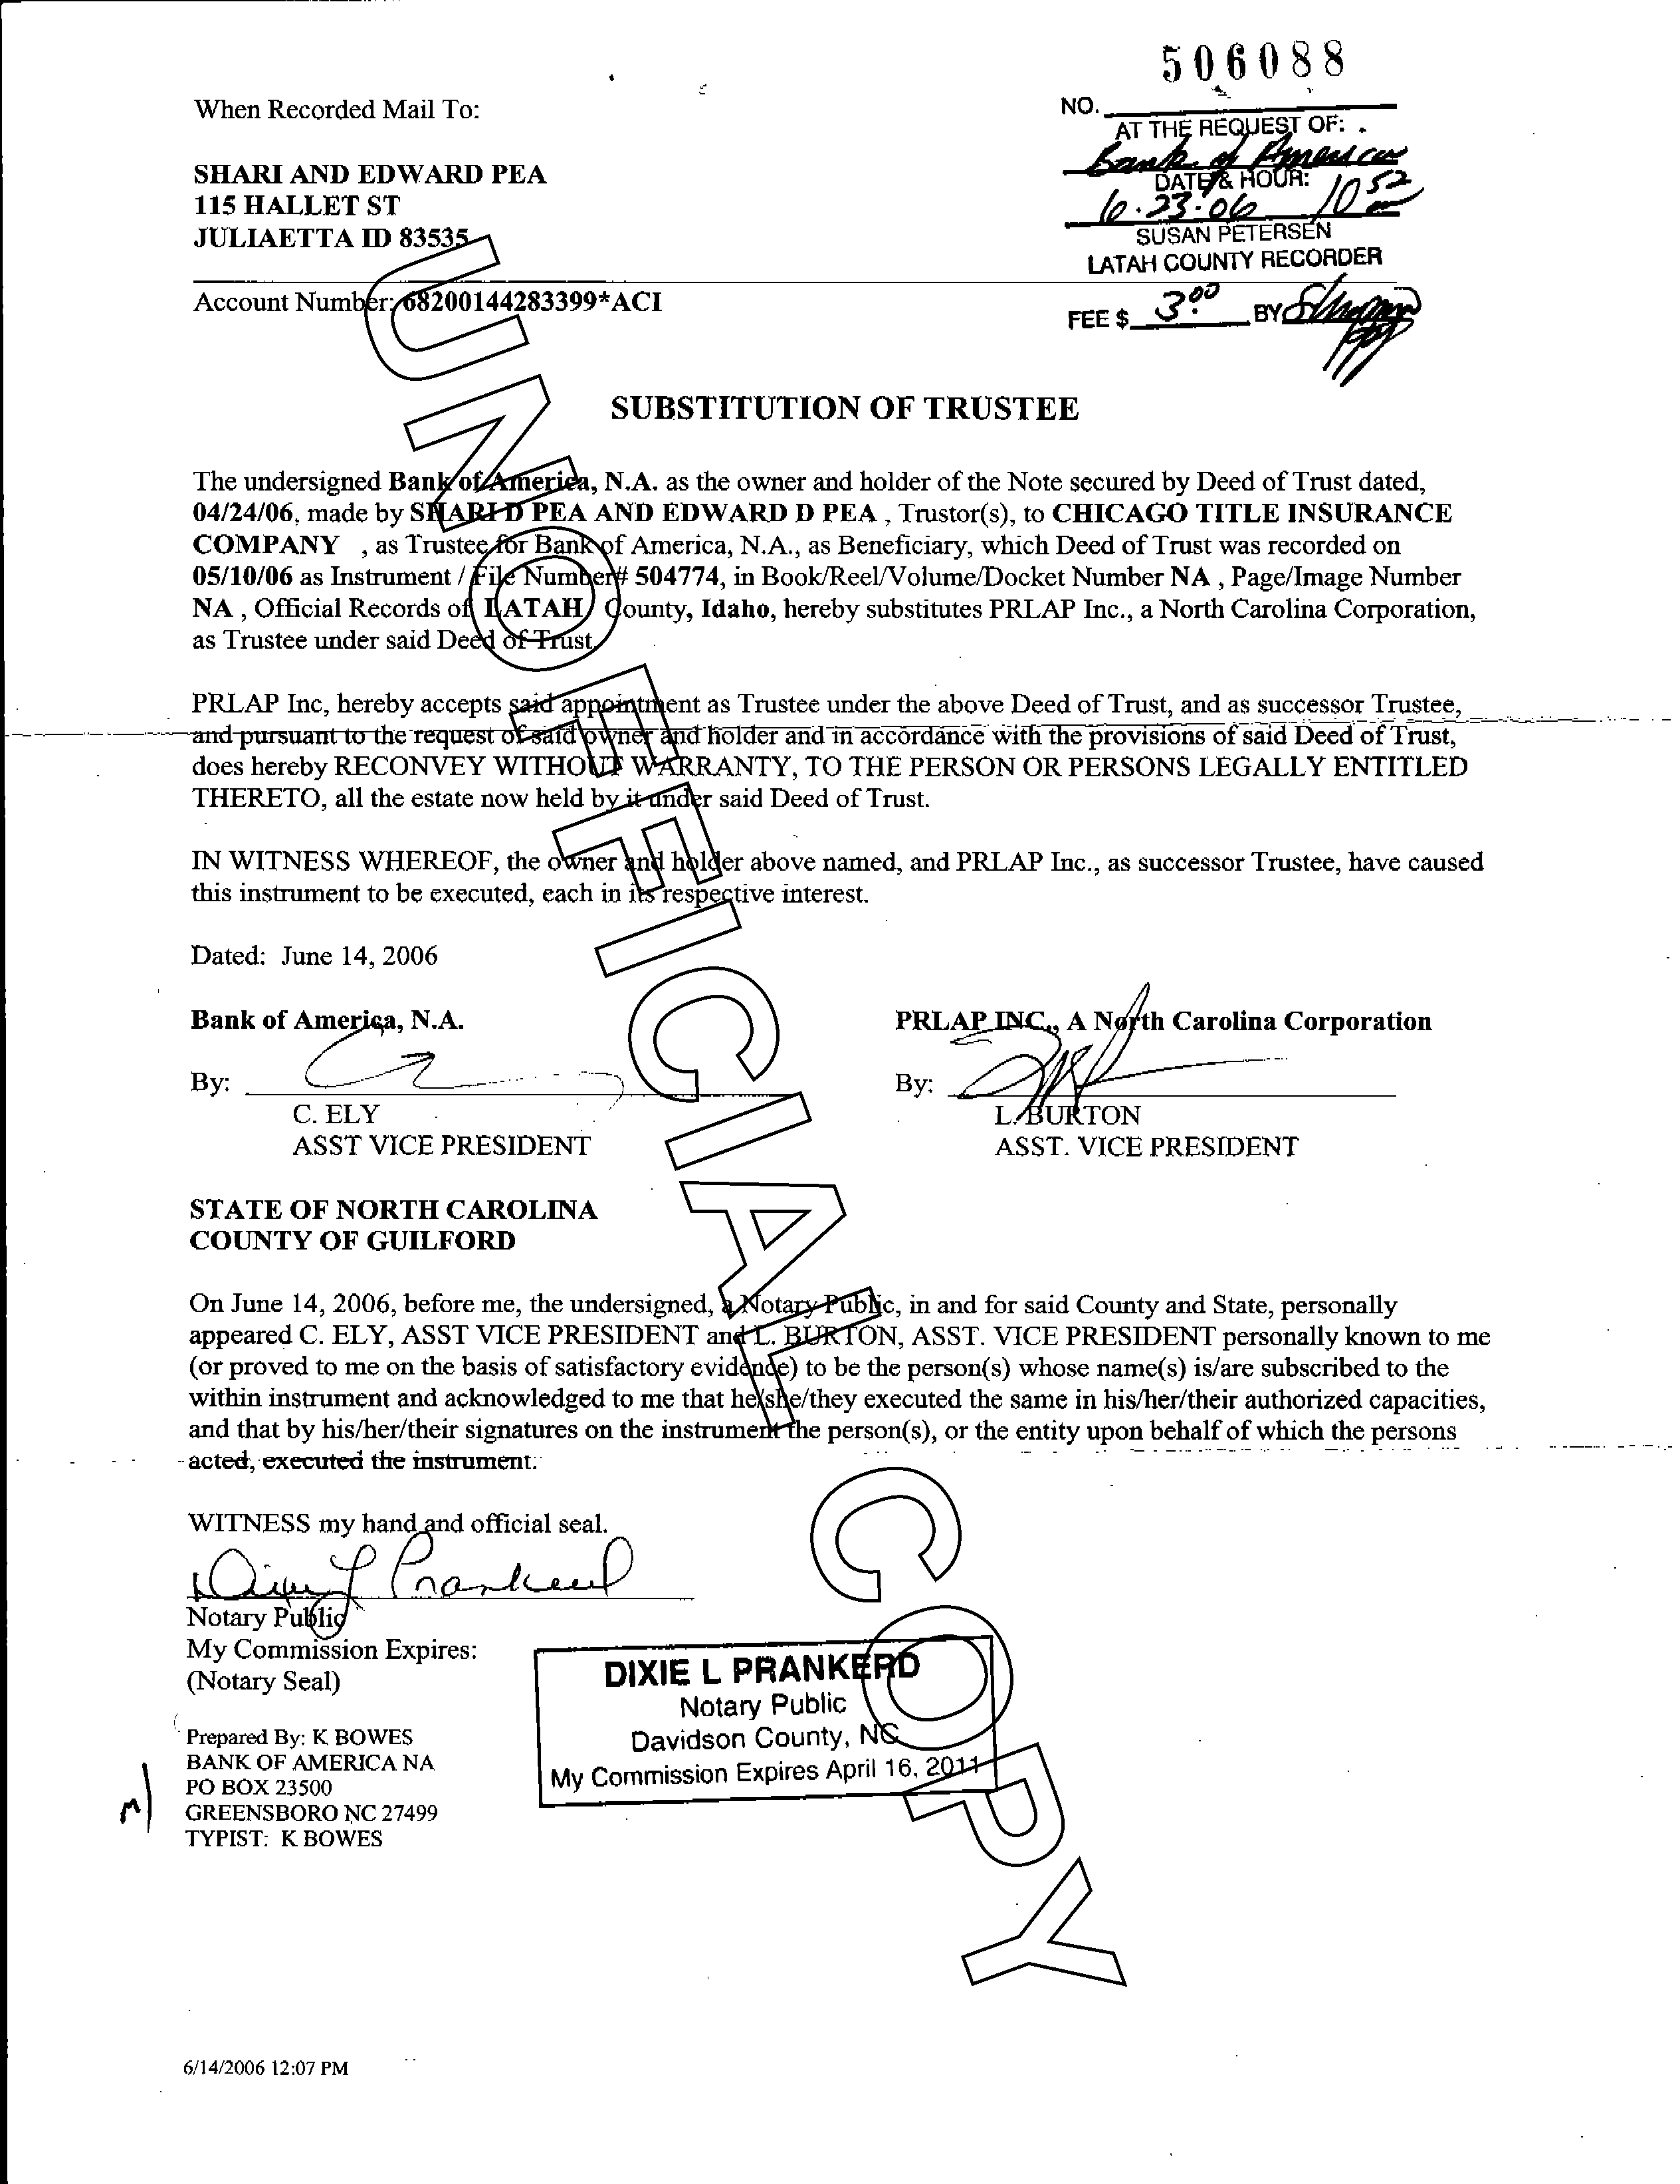 506088
When Recorded Mail To:
NO.
AT THE REQUEST OF:
Bank of America
SHARI AND EDWARD PEA
DATE & HOUR:
115 HALLET ST
6.23.06 10 52
JULIAETTA ID 83535
SUSAN PETERSEN
LATAH COUNTY RECORDER
Account Number: 68200144283399*ACI
FEE $ 3.00 BY
SUBSTITUTION OF TRUSTEE
The undersigned Bank of America, N.A. as the owner and holder of the Note secured by Deed of Trust dated,
04/24/06, made by SHARI D PEA AND EDWARD D PEA , Trustor(s), to CHICAGO TITLE INSURANCE
COMPANY , as Trustee for Bank of America, N.A., as Beneficiary, which Deed of Trust was recorded on
05/10/06 as Instrument / File Number# 504774, in Book/Reel/Volume/Docket Number NA , Page/Image Number
NA , Official Records of LATAH County, Idaho, hereby substitutes PRLAP Inc., a North Carolina Corporation,
as Trustee under said Deed of Trust.
PRLAP Inc, hereby accepts said appointment as Trustee under the above Deed of Trust, and as successor Trustee,
and pursuant to the request of said owner and holder and in accordance with the provisions of said Deed of Trust,
does hereby RECONVEY WITHOUT WARRANTY, TO THE PERSON OR PERSONS LEGALLY ENTITLED
THERETO, all the estate now held by it under said Deed of Trust.
IN WITNESS WHEREOF, the owner and holder above named, and PRLAP Inc., as successor Trustee, have caused
this instrument to be executed, each in its respective interest.
Dated: June 14, 2006
Bank of America, N.A. PRLAP INC., A North Carolina Corporation
By: By:
C. ELY L. BURTON
ASST VICE PRESIDENT ASST. VICE PRESIDENT
STATE OF NORTH CAROLINA
COUNTY OF GUILFORD
On June 14, 2006, before me, the undersigned, a Notary Public, in and for said County and State, personally
appeared C. ELY, ASST VICE PRESIDENT and L. BURTON, ASST. VICE PRESIDENT personally known to me
(or proved to me on the basis of satisfactory evidence) to be the person(s) whose name(s) is/are subscribed to the
within instrument and acknowledged to me that he/she/they executed the same in his/her/their authorized capacities,
and that by his/her/their signatures on the instrument the person(s), or the entity upon behalf of which the persons
acted, executed the instrument.
WITNESS my hand and official seal.
Dixie L Prankerd
Notary Public
My Commission Expires:
(Notary Seal)
DIXIE L PRANKERD
Notary Public
Davidson County, NC
My Commission Expires April 16, 2011
Prepared By: K BOWES
BANK OF AMERICA NA
PO BOX 23500
GREENSBORO NC 27499
TYPIST: K BOWES
6/14/2006 12:07 PM
UNOFFICIAL COPY